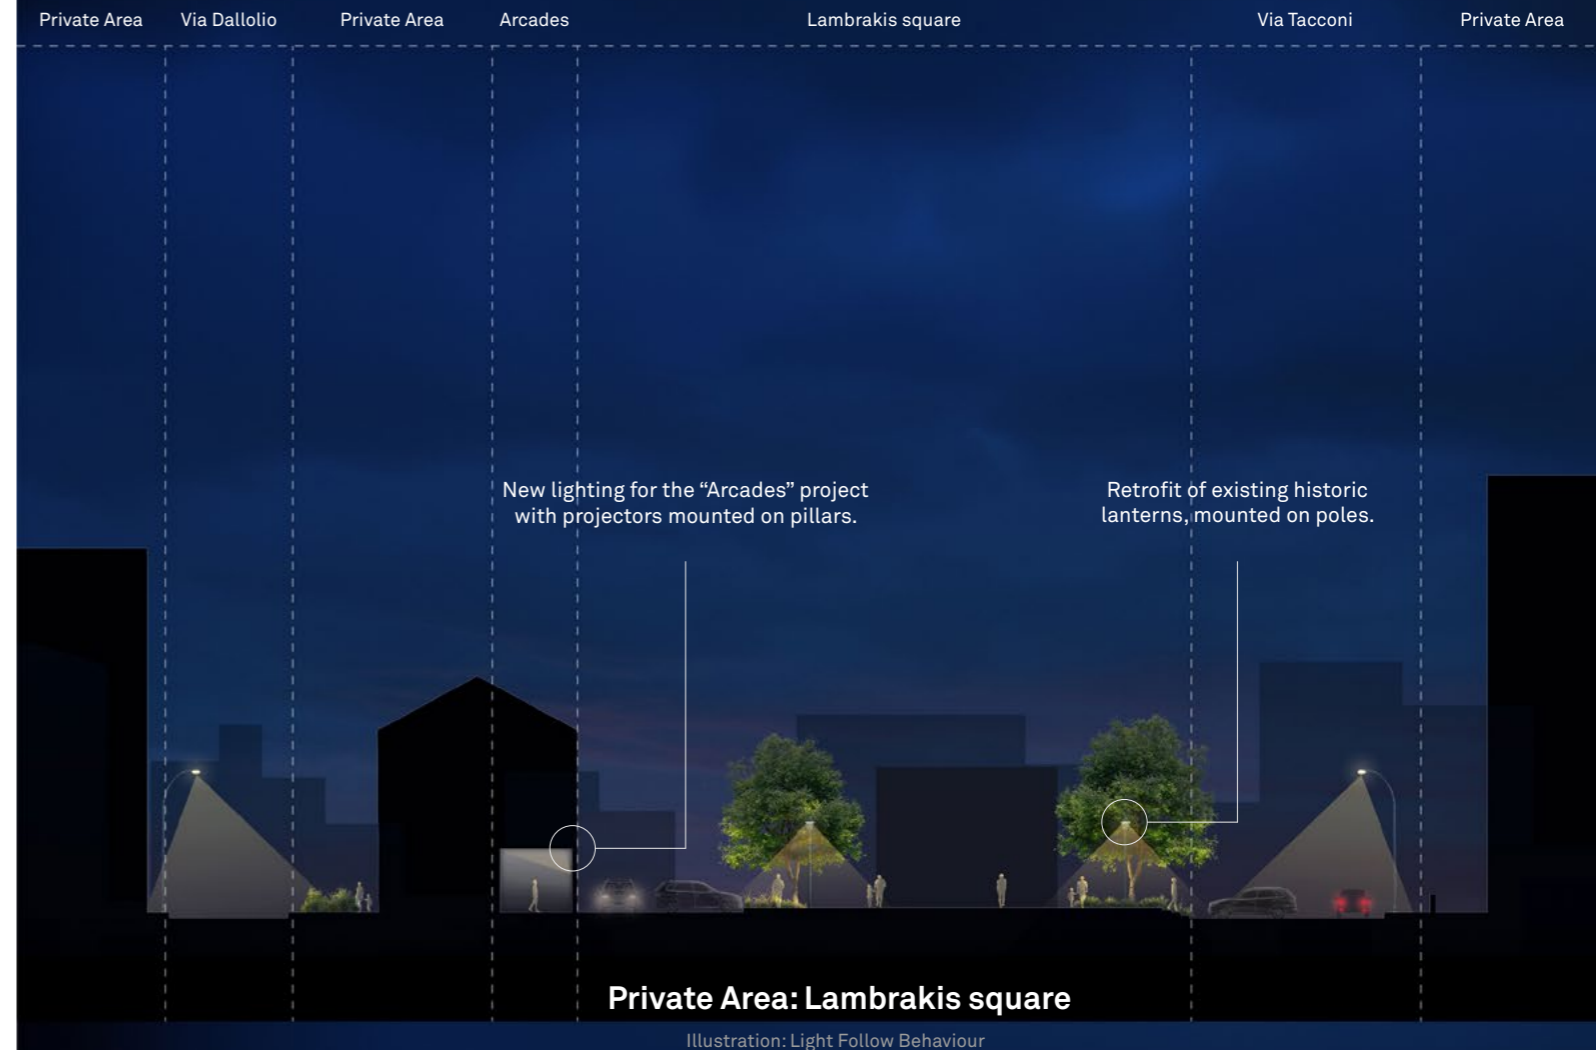 Private Area Via Dallolio Private Area Arcades Lambrakis square Via Tacconi Private Area
New lighting for the “Arcades” project
with projectors mounted on pillars.
Retrofit of existing historic
lanterns, mounted on poles.
Private Area: Lambrakis square
Illustration: Light Follow Behaviour